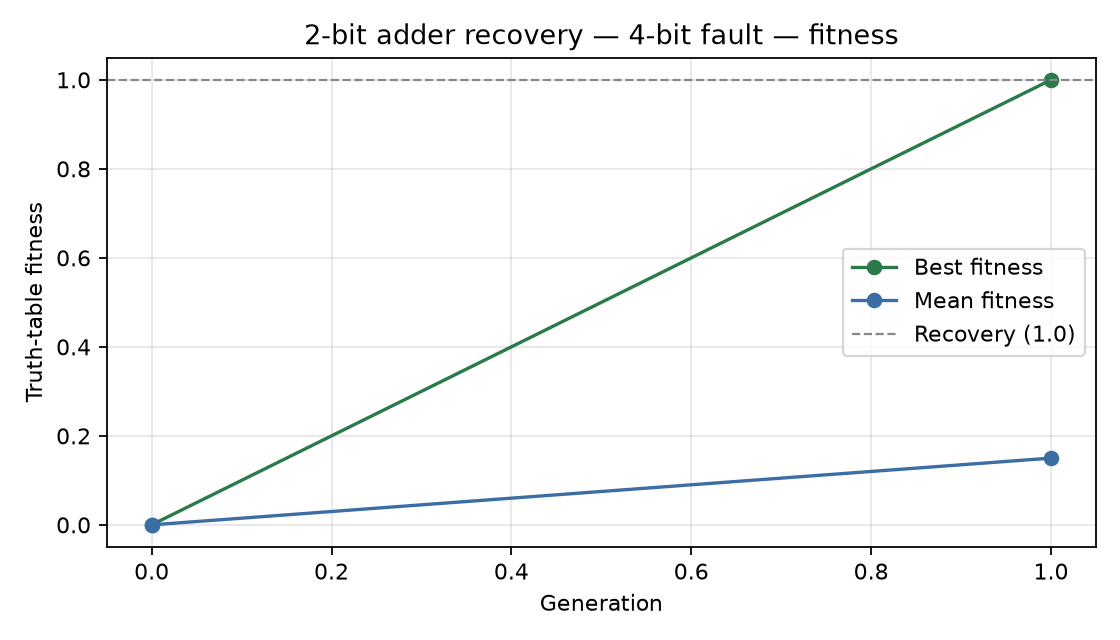 2-bit adder recovery — 4-bit fault — fitness
Truth-table fitness
1.0
0.8
0.6
0.4
0.2
0.0
Best fitness
Mean fitness
Recovery (1.0)
0.0 0.2 0.4 0.6 0.8 1.0
Generation